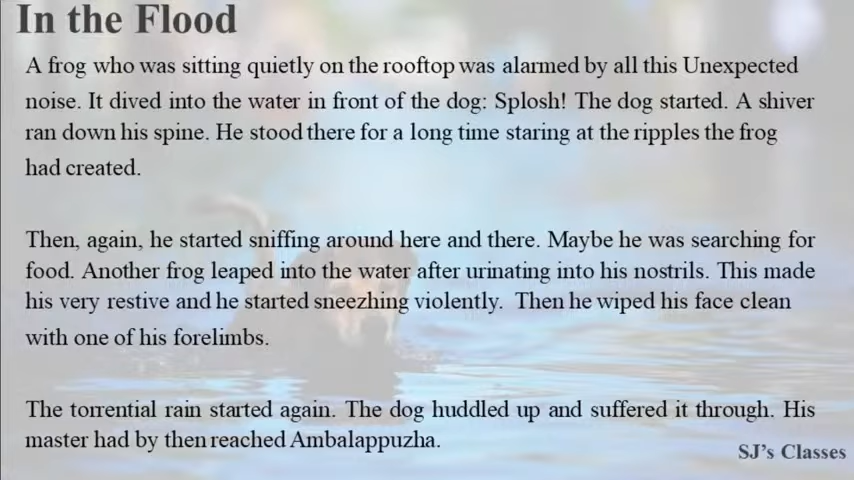 In the Flood
A frog who was sitting quietly on the rooftop was alarmed by all this Unexpected
noise. It dived into the water in front of the dog: Splosh! The dog started. A shiver
ran down his spine. He stood there for a long time staring at the ripples the frog
had created.
Then, again, he started sniffing around here and there. Maybe he was searching for
food. Another frog leaped into the water after urinating into his nostrils. This made
his very restive and he started sneezhing violently. Then he wiped his face clean
with one of his forelimbs.
The torrential rain started again. The dog huddled up and suffered it through. His
master had by then reached Ambalappuzha.
SJ's Classes